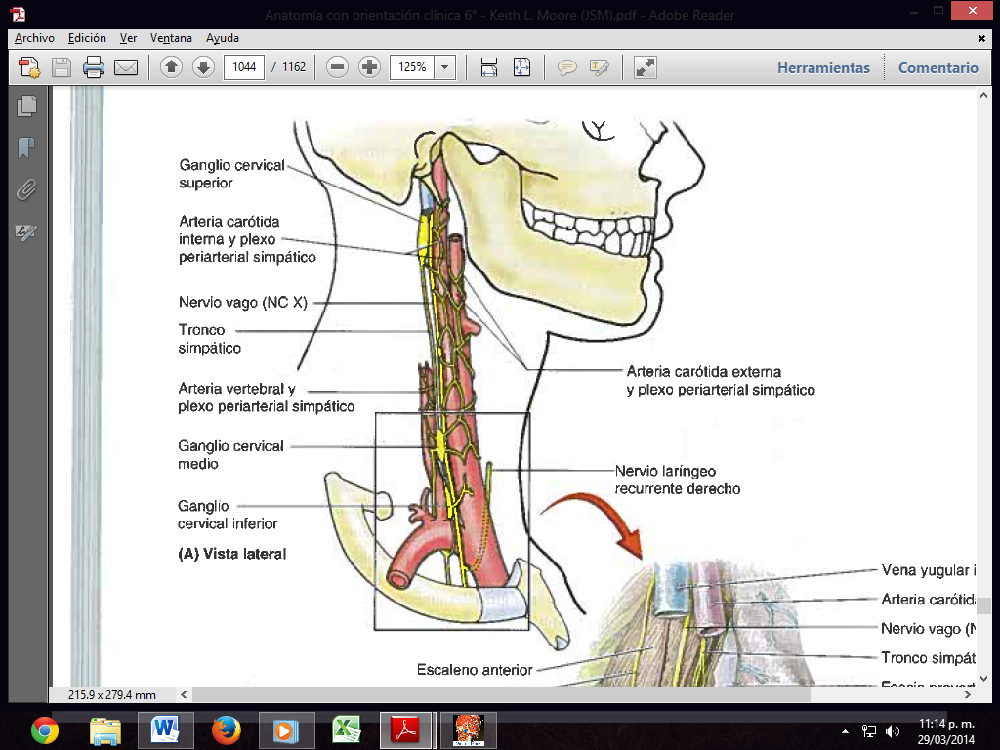 Anatomía con orientación clínica 6° - Keith L. Moore (JSM).pdf - Adobe Reader
Archivo Edición Ver Ventana Ayuda
1044 / 1162 125% Herramientas Comentario
Ganglio cervical
superior
Arteria carótida
interna y plexo
periarterial simpático
Nervio vago (NC X)
Tronco
simpático
Arteria carótida externa
y plexo periarterial simpático
Arteria vertebral y
plexo periarterial simpático
Ganglio cervical
medio
Nervio laríngeo
recurrente derecho
Ganglio
cervical inferior
(A) Vista lateral
Vena yugular
Arteria carótid
Nervio vago (N
Tronco simpát
Escaleno anterior
215.9 x 279.4 mm
11:14 p. m.
29/03/2014